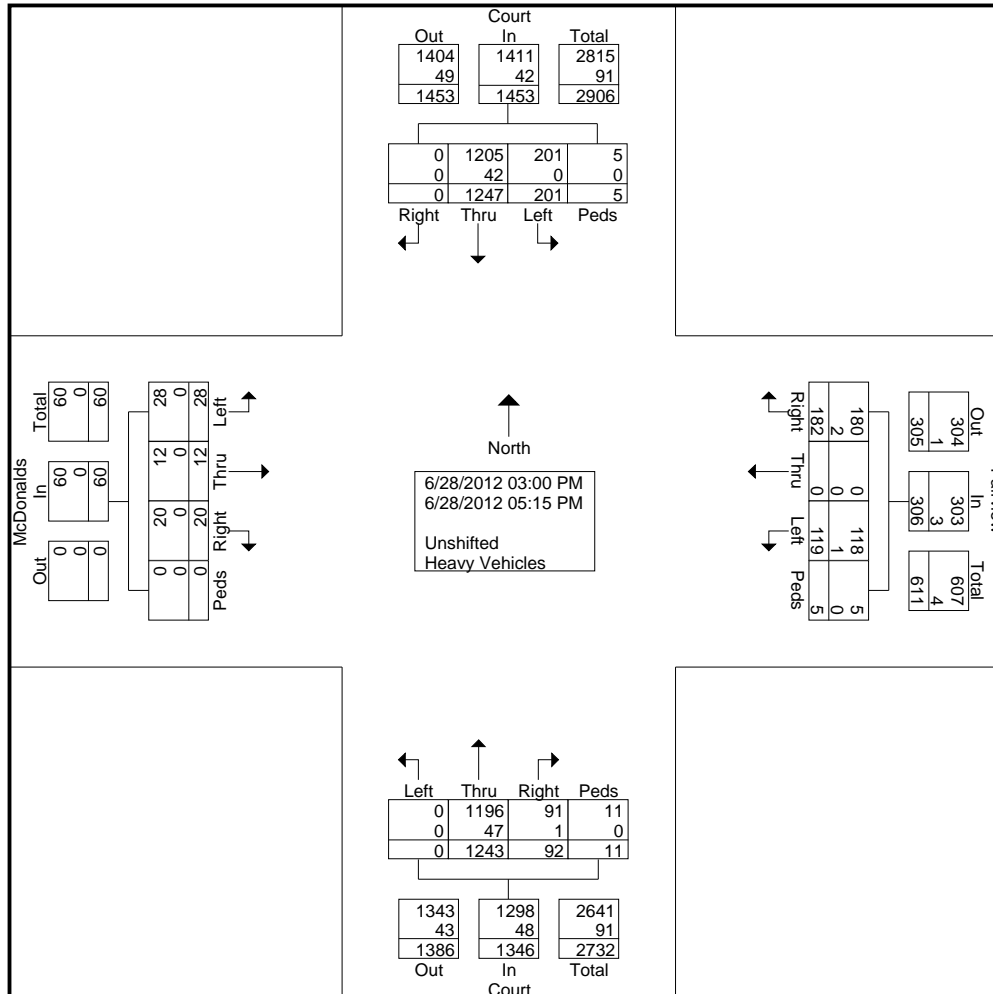 Court
Out In Total
1404 1411 2815
49 42 91
1453 1453 2906
0 1205 201 5
0 42 0 0
0 1247 201 5
Right Thru Left Peds
McDonalds
Total In Out
60 60 0
0 0 0
60 60 0
28 12 20 0
0 0 0 0
28 12 20 0
Left Thru Right Peds
North
6/28/2012 03:00 PM
6/28/2012 05:15 PM
Unshifted
Heavy Vehicles
Out In Total
304 303 607
1 3 4
305 306 611
180 0 118 5
2 0 1 0
182 0 119 5
Right Thru Left Peds
Left Thru Right Peds
0 1196 91 11
0 47 1 0
0 1243 92 11
1343 1298 2641
43 48 91
1386 1346 2732
Out In Total
Court